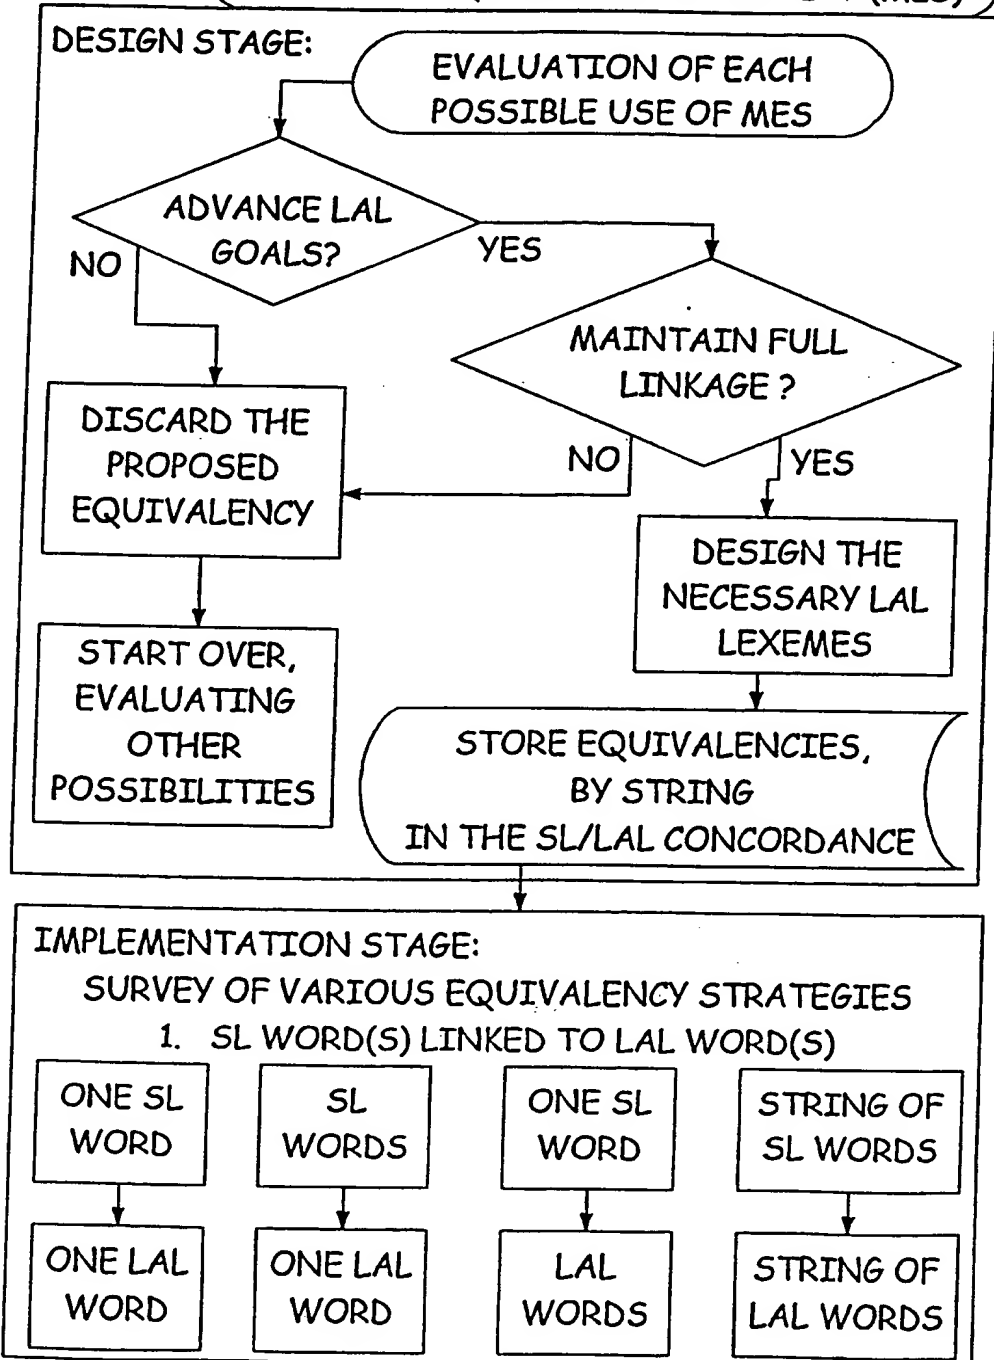 (MES)
DESIGN STAGE:
EVALUATION OF EACH
POSSIBLE USE OF MES
ADVANCE LAL
GOALS?
NO
YES
MAINTAIN FULL
LINKAGE ?
NO
YES
DISCARD THE
PROPOSED
EQUIVALENCY
DESIGN THE
NECESSARY LAL
LEXEMES
START OVER,
EVALUATING
OTHER
POSSIBILITIES
STORE EQUIVALENCIES,
BY STRING
IN THE SL/LAL CONCORDANCE
IMPLEMENTATION STAGE:
SURVEY OF VARIOUS EQUIVALENCY STRATEGIES
1. SL WORD(S) LINKED TO LAL WORD(S)
ONE SL
WORD
SL
WORDS
ONE SL
WORD
STRING OF
SL WORDS
ONE LAL
WORD
ONE LAL
WORD
LAL
WORDS
STRING OF
LAL WORDS